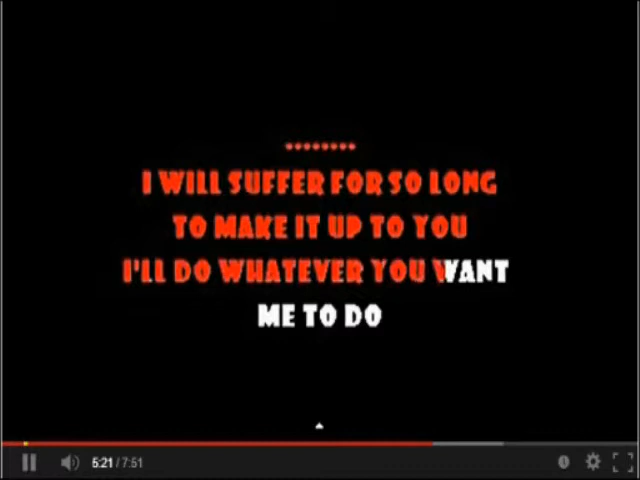 ........
I WILL SUFFER FOR SO LONG
TO MAKE IT UP TO YOU
I'LL DO WHATEVER YOU WANT
ME TO DO
5:21 / 7:51